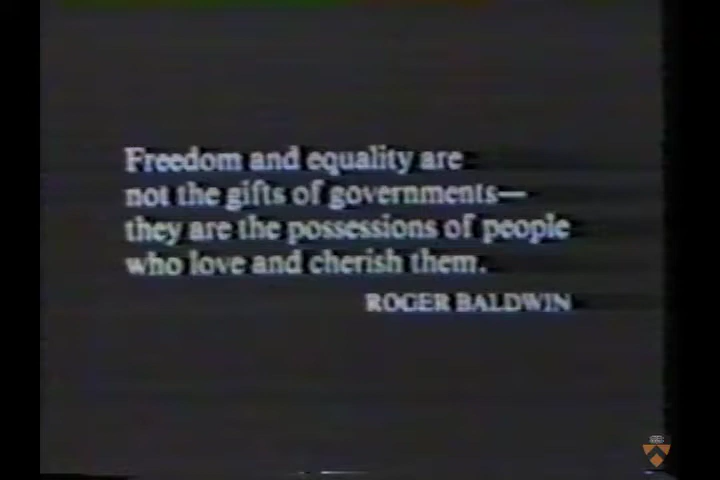 Freedom and equality are
not the gifts of governments—
they are the possessions of people
who love and cherish them.
ROGER BALDWIN